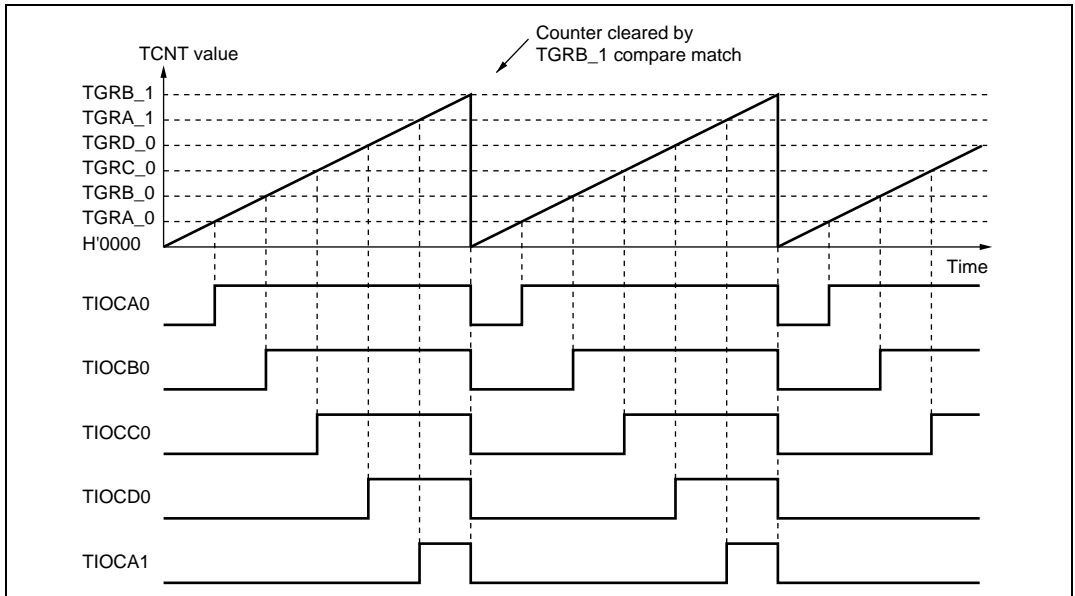 Counter cleared by
TGRB_1 compare match
TCNT value
TGRB_1
TGRA_1
TGRD_0
TGRC_0
TGRB_0
TGRA_0
H'0000
Time
TIOCA0
TIOCB0
TIOCC0
TIOCD0
TIOCA1